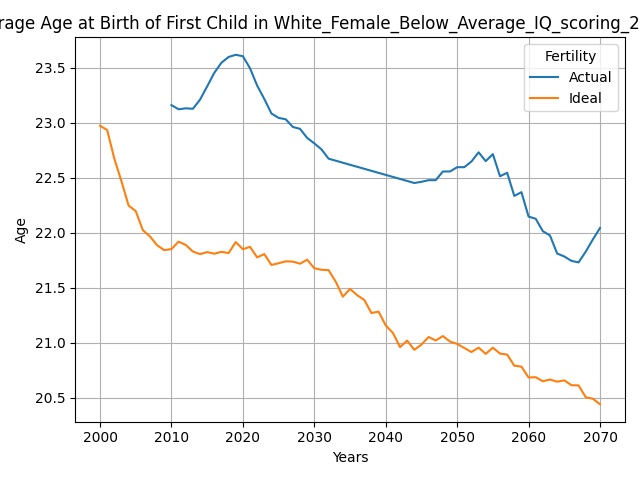 rage Age at Birth of First Child in White_Female_Below_Average_IQ_scoring_2
Fertility
Actual
Ideal
23.5
23.0
22.5
22.0
21.5
21.0
20.5
Age
2000 2010 2020 2030 2040 2050 2060 2070
Years